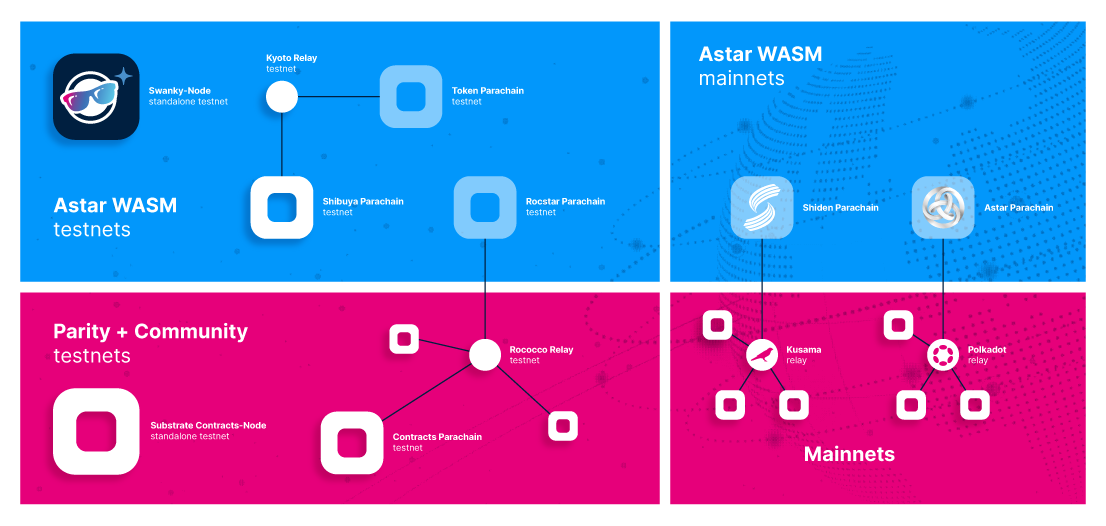 Swanky-Node
standalone testnet
Kyoto Relay
testnet
Token Parachain
testnet
Astar WASM
testnets
Shibuya Parachain
testnet
Rocstar Parachain
testnet
Astar WASM
mainnets
Shiden Parachain
Astar Parachain
Parity + Community
testnets
Rococco Relay
testnet
Substrate Contracts-Node
standalone testnet
Contracts Parachain
testnet
Kusama
relay
Polkadot
relay
Mainnets